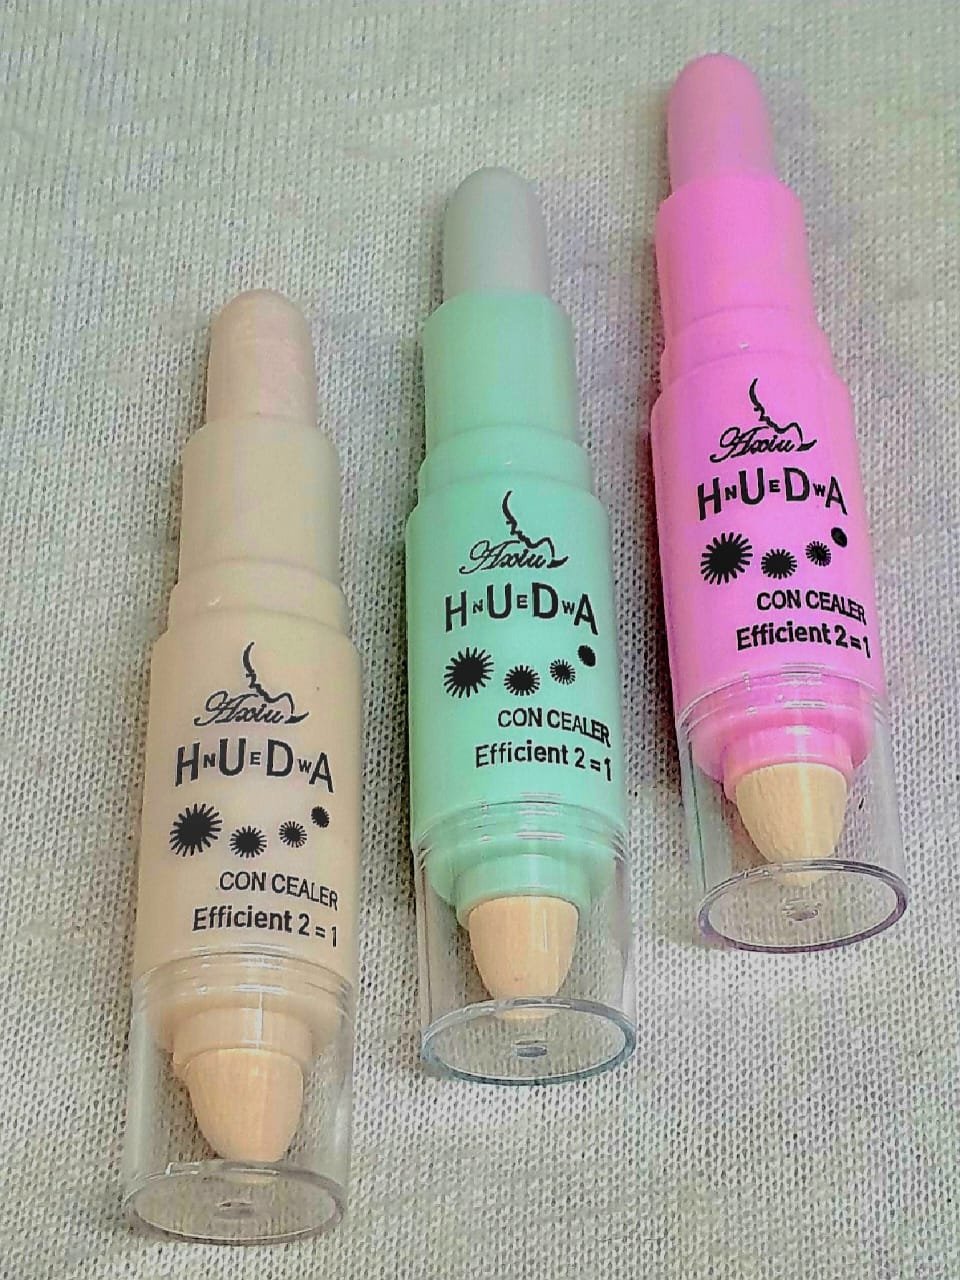 Axiu
HNUEDWA
CON CEALER
Efficient 2=1
Axiu
HNUEDWA
CON CEALER
Efficient 2=1
Axiu
HNUEDWA
CON CEALER
Efficient 2=1